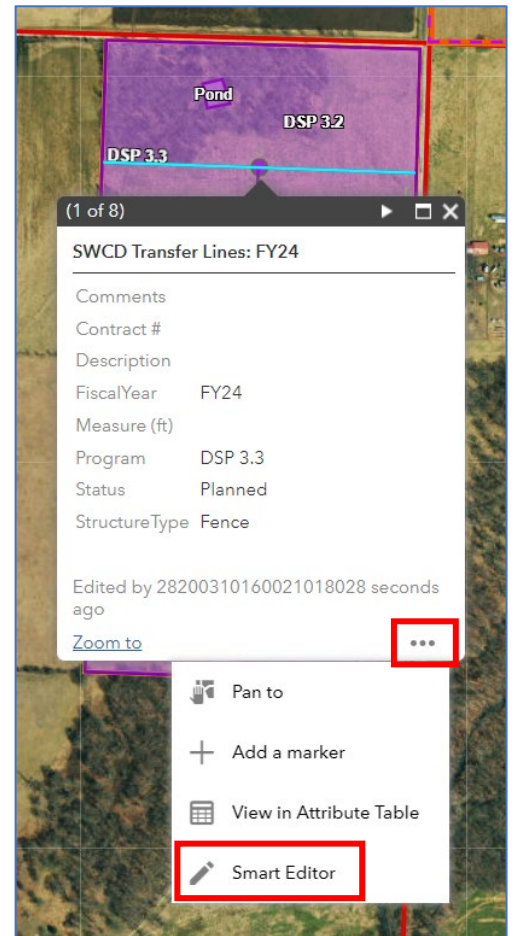 Pond
DSP 3.2
DSP 3.3
(1 of 8)
SWCD Transfer Lines: FY24
Comments
Contract #
Description
FiscalYear FY24
Measure (ft)
Program DSP 3.3
Status Planned
StructureType Fence
Edited by 28200310160021018028 seconds
ago
Zoom to
Pan to
Add a marker
View in Attribute Table
Smart Editor